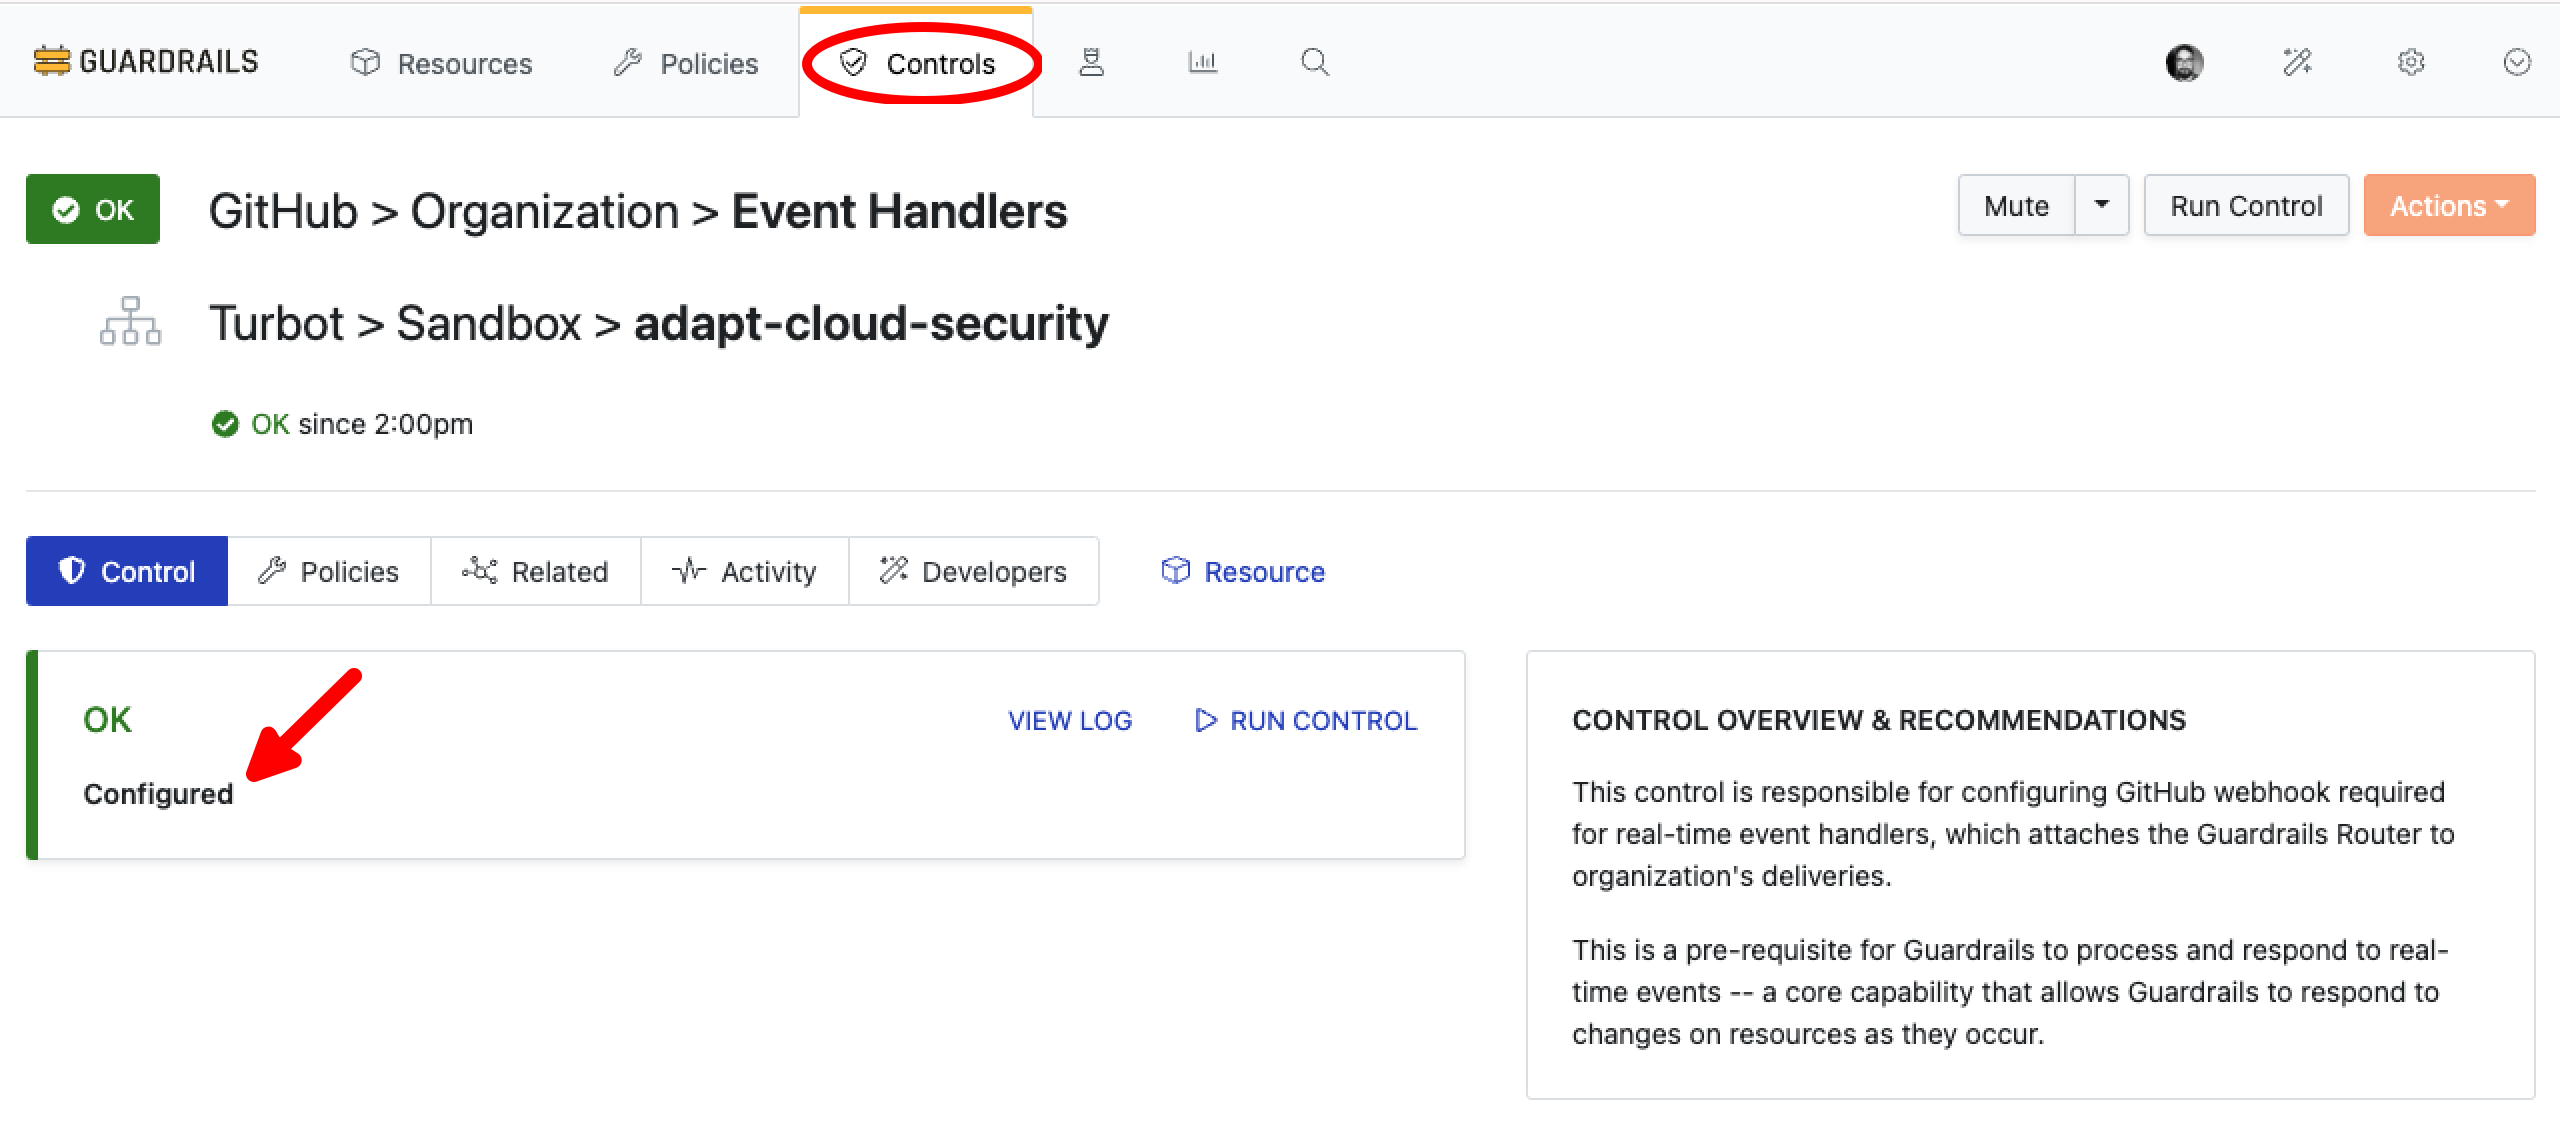 GUARDRAILS
Resources
Policies
Controls
OK
GitHub > Organization > Event Handlers
Mute
Run Control
Actions
Turbot > Sandbox > adapt-cloud-security
OK since 2:00pm
Control
Policies
Related
Activity
Developers
Resource
OK
VIEW LOG
RUN CONTROL
Configured
CONTROL OVERVIEW & RECOMMENDATIONS
This control is responsible for configuring GitHub webhook required
for real-time event handlers, which attaches the Guardrails Router to
organization's deliveries.
This is a pre-requisite for Guardrails to process and respond to real-
time events -- a core capability that allows Guardrails to respond to
changes on resources as they occur.